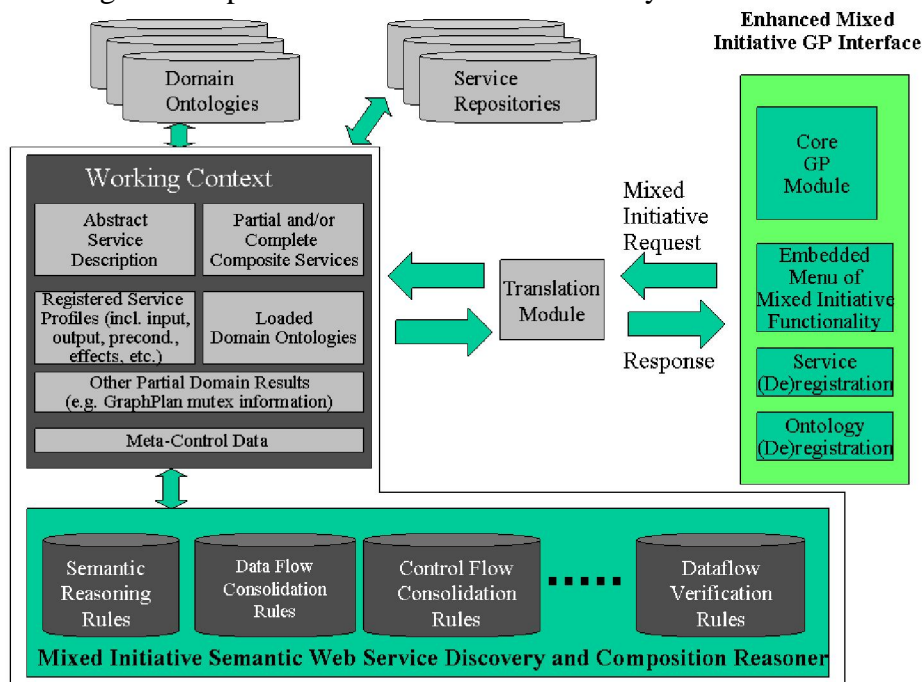 Enhanced Mixed
Initiative GP Interface
Domain
Ontologies
Service
Repositories
Working Context
Abstract
Service
Description
Partial and/or
Complete
Composite Services
Registered Service
Profiles (incl. input,
output, precond.,
effects, etc.)
Loaded
Domain Ontologies
Other Partial Domain Results
(e.g. GraphPlan mutex information)
Meta-Control Data
Translation
Module
Mixed
Initiative
Request
Response
Core
GP
Module
Embedded
Menu of
Mixed Initiative
Functionality
Service
(De)registration
Ontology
(De)registration
Semantic
Reasoning
Rules
Data Flow
Consolidation
Rules
Control Flow
Consolidation
Rules
Dataflow
Verification
Rules
Mixed Initiative Semantic Web Service Discovery and Composition Reasoner